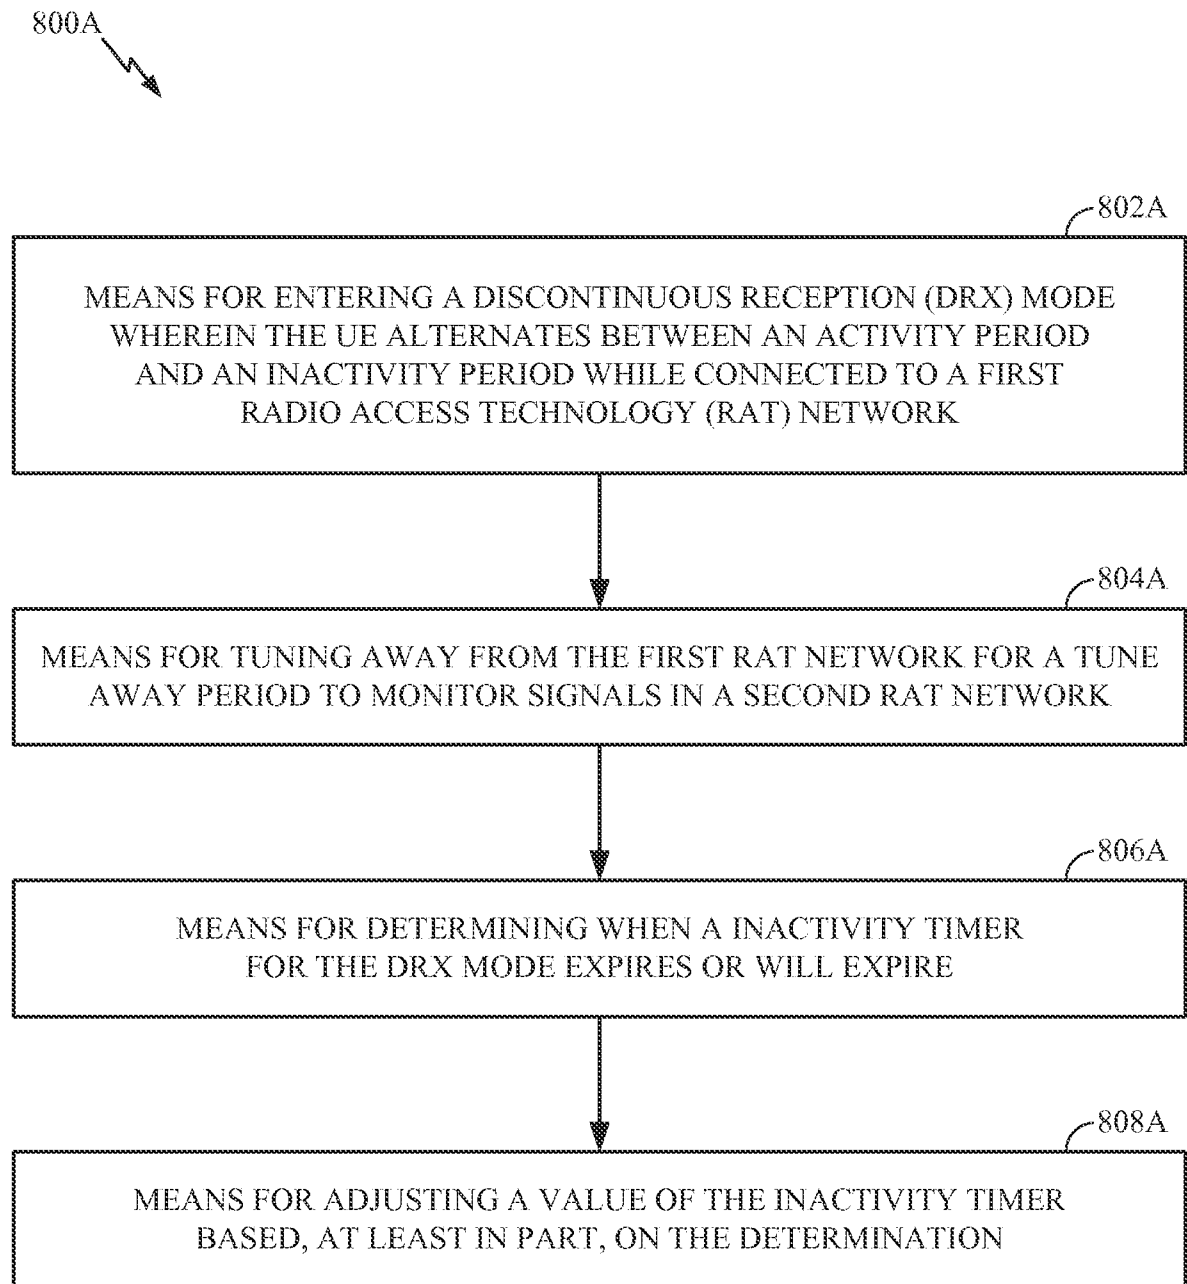 800A
802A
MEANS FOR ENTERING A DISCONTINUOUS RECEPTION (DRX) MODE
WHEREIN THE UE ALTERNATES BETWEEN AN ACTIVITY PERIOD
AND AN INACTIVITY PERIOD WHILE CONNECTED TO A FIRST
RADIO ACCESS TECHNOLOGY (RAT) NETWORK
804A
MEANS FOR TUNING AWAY FROM THE FIRST RAT NETWORK FOR A TUNE
AWAY PERIOD TO MONITOR SIGNALS IN A SECOND RAT NETWORK
806A
MEANS FOR DETERMINING WHEN A INACTIVITY TIMER
FOR THE DRX MODE EXPIRES OR WILL EXPIRE
808A
MEANS FOR ADJUSTING A VALUE OF THE INACTIVITY TIMER
BASED, AT LEAST IN PART, ON THE DETERMINATION